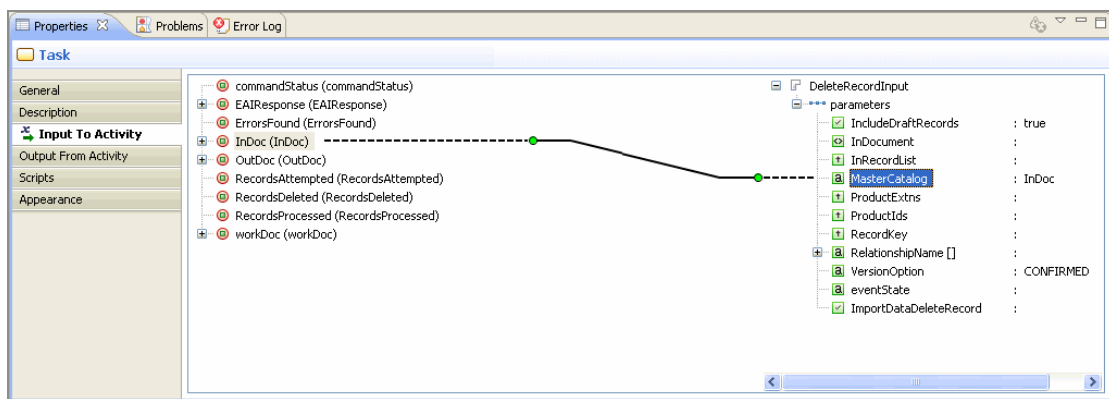 Properties Problems Error Log
Task
General
Description
Input To Activity
Output From Activity
Scripts
Appearance
commandStatus (commandStatus)
EAIResponse (EAIResponse)
ErrorsFound (ErrorsFound)
InDoc (InDoc)
OutDoc (OutDoc)
RecordsAttempted (RecordsAttempted)
RecordsDeleted (RecordsDeleted)
RecordsProcessed (RecordsProcessed)
workDoc (workDoc)
DeleteRecordInput
parameters
IncludeDraftRecords : true
InDocument :
InRecordList :
MasterCatalog : InDoc
ProductExtns :
ProductIds :
RecordKey :
RelationshipName [] :
VersionOption : CONFIRMED
eventState :
ImportDataDeleteRecord :